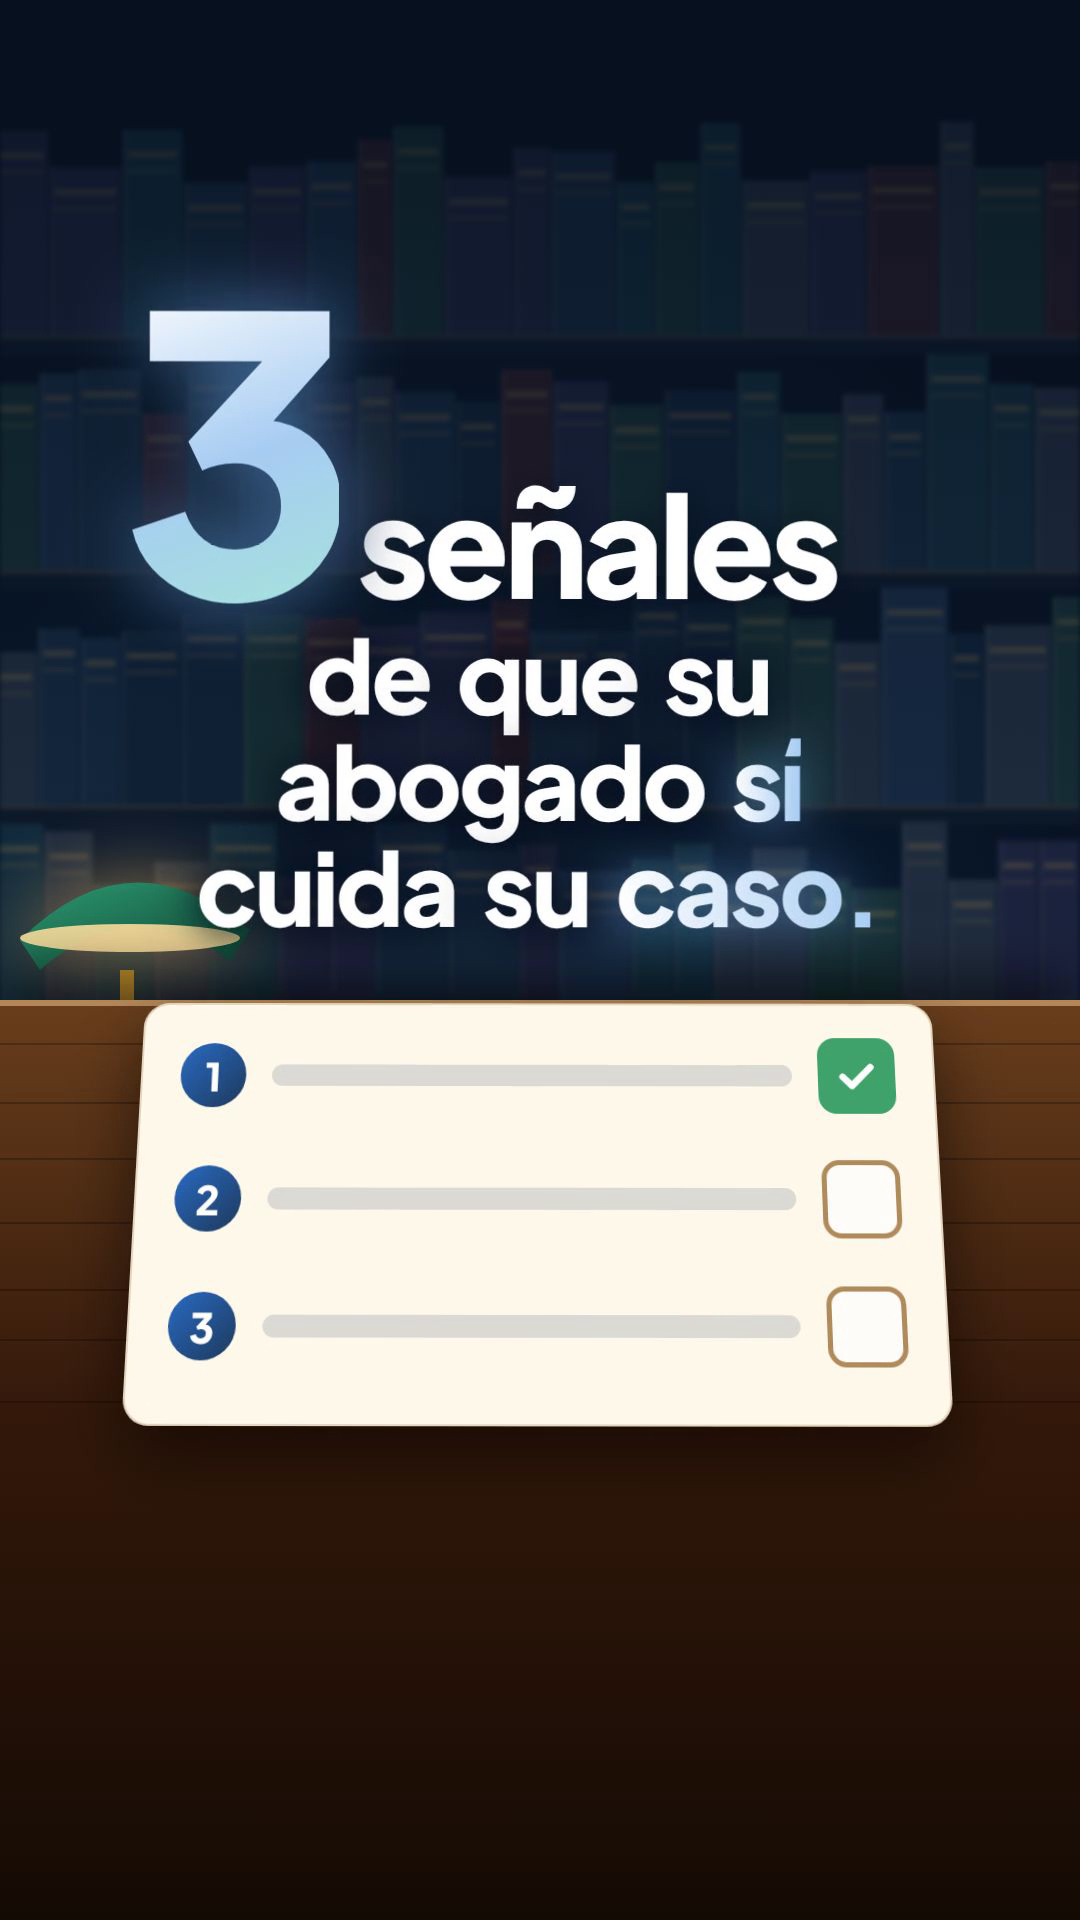 3 señales
de que su
abogado sí
cuida su caso.
1
2
3